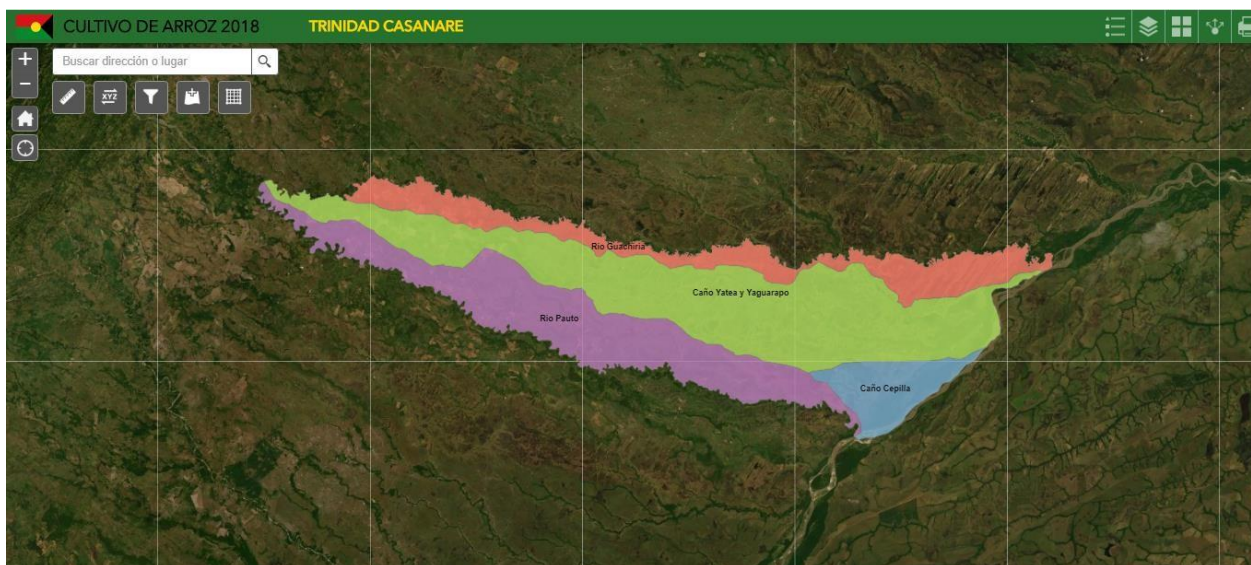 CULTIVO DE ARROZ 2018
TRINIDAD CASANARE
+
Buscar dirección o lugar
−
XYZ
Rio Guachiria
Caño Yatea y Yaguarapo
Rio Pauto
Caño Cepilla